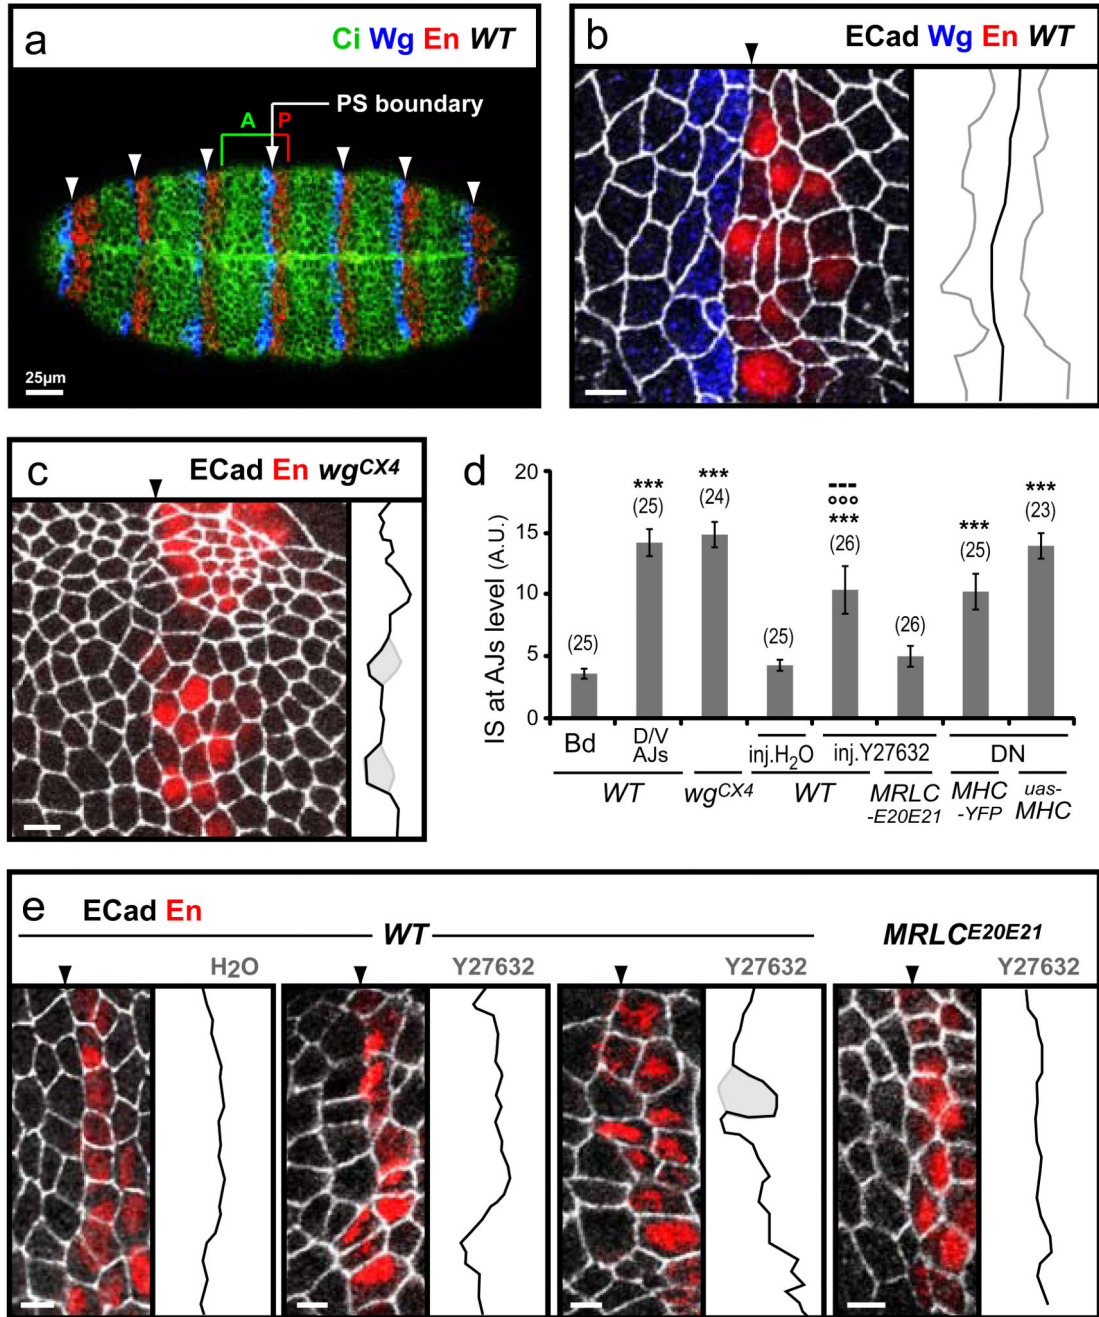 a
Ci Wg En WT
PS boundary
A P
25µm
b
ECad Wg En WT
c
ECad En wgCX4
d
IS at AJs level (A.U.)
20
15
10
5
0
(25)
***
(25)
***
(24)
(25)
---
°°°
***
(26)
(26)
***
(25)
***
(23)
Bd
D/V AJs
inj.H2O
inj.Y27632
DN
WT
wgCX4
WT
MRLC -E20E21
MHC -YFP
uas- MHC
e
ECad En
WT
MRLCE20E21
H2O
Y27632
Y27632
Y27632